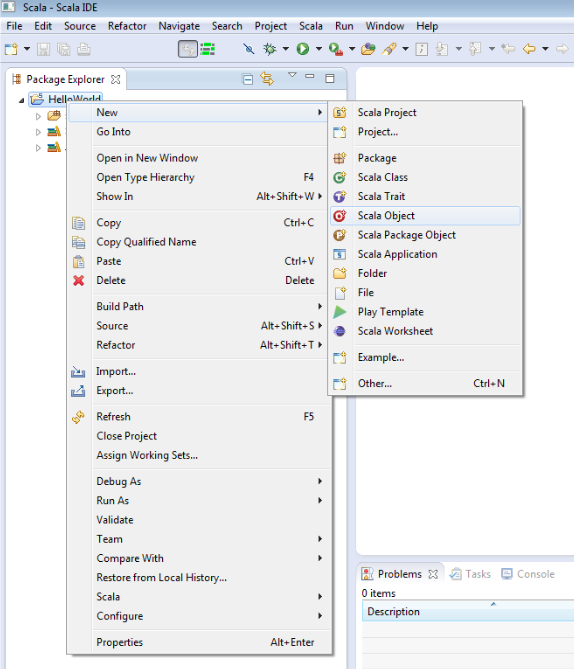 Scala - Scala IDE
File Edit Source Refactor Navigate Search Project Scala Run Window Help
Package Explorer
HelloWorld
New
Go Into
Open in New Window
Open Type Hierarchy F4
Show In Alt+Shift+W
Copy Ctrl+C
Copy Qualified Name
Paste Ctrl+V
Delete Delete
Build Path
Source Alt+Shift+S
Refactor Alt+Shift+T
Import...
Export...
Refresh F5
Close Project
Assign Working Sets...
Debug As
Run As
Validate
Team
Compare With
Restore from Local History...
Scala
Configure
Properties Alt+Enter
Scala Project
Project...
Package
Scala Class
Scala Trait
Scala Object
Scala Package Object
Scala Application
Folder
File
Play Template
Scala Worksheet
Example...
Other... Ctrl+N
Problems Tasks Console
0 items
Description